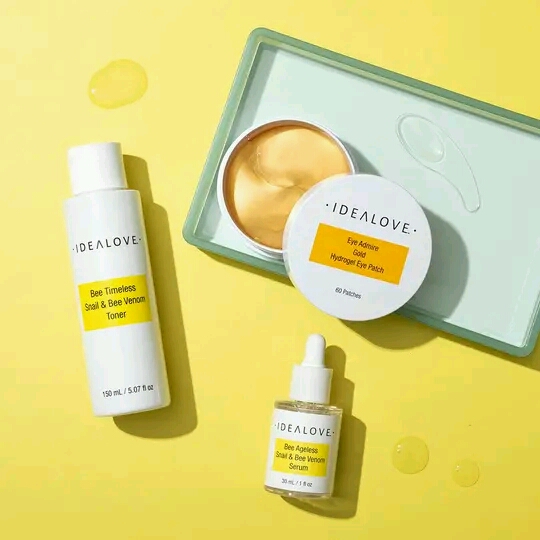 ·IDEALOVE.·
Bee Timeless
Snail & Bee Venom
Toner
150 mL / 5.07 fl oz
·IDEALOVE.·
Eye Admire
Gold
Hydrogel Eye Patch
60 Patches
·IDEALOVE·
Bee Ageless
Snail & Bee Venom
Serum
30 mL / 1 fl oz